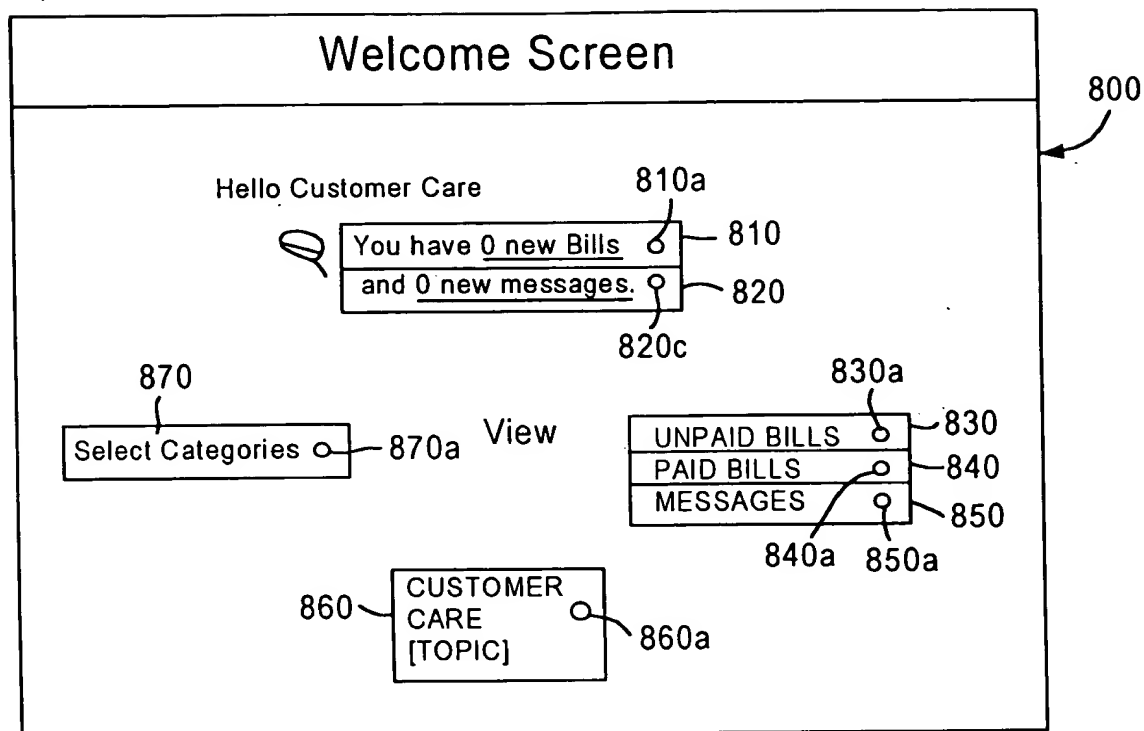 Welcome Screen
800
Hello Customer Care
810a
You have 0 new Bills
810
and 0 new messages.
820
820c
870
830a
Select Categories
870a
View
UNPAID BILLS
830
PAID BILLS
840
MESSAGES
850
840a
850a
860
CUSTOMER
CARE
[TOPIC]
860a